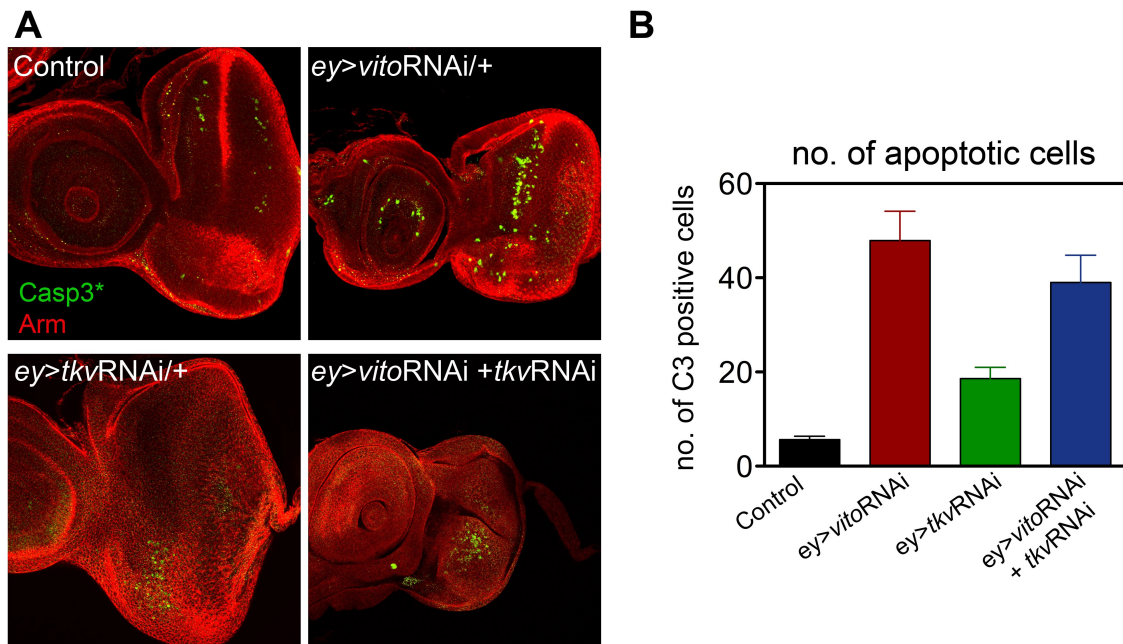 A
Control
ey>vitoRNAi/+
Casp3*
Arm
ey>tkvRNAi/+
ey>vitoRNAi +tkvRNAi
B
no. of apoptotic cells
no. of C3 positive cells
60
40
20
0
Control
ey>vitoRNAi
ey>tkvRNAi
ey>vitoRNAi
+ tkvRNAi